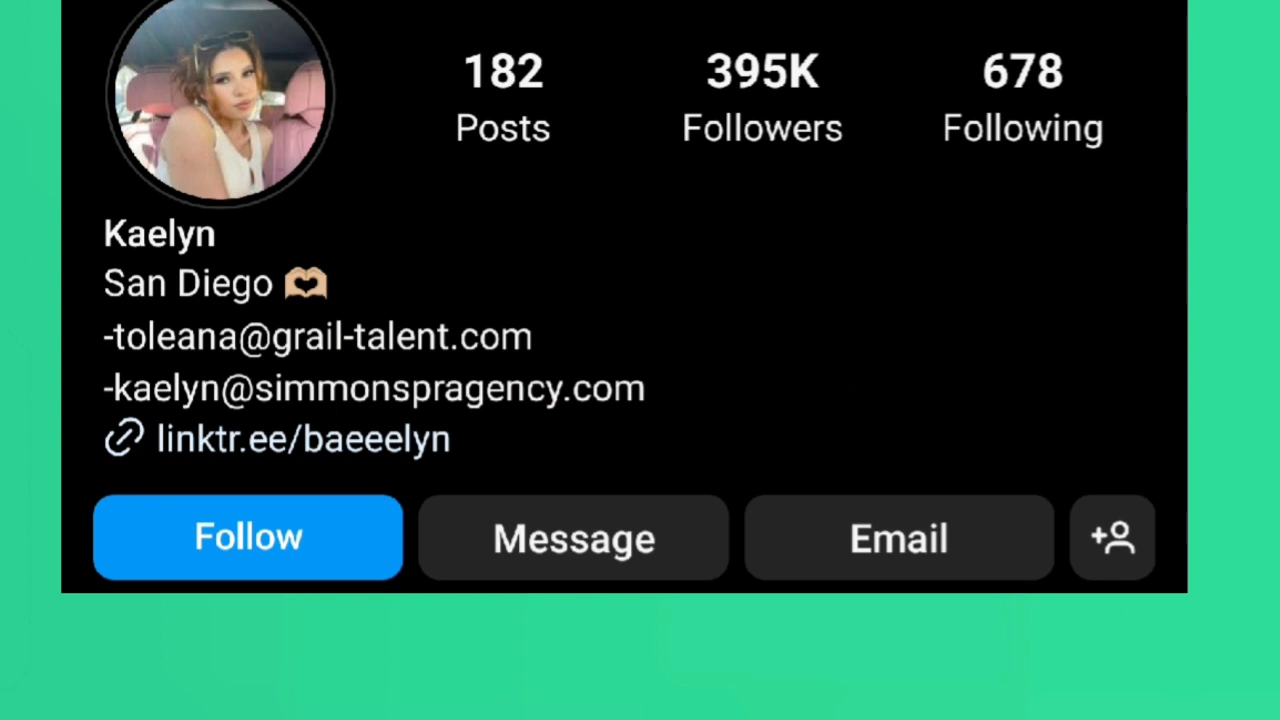 182 395K 678
Posts Followers Following
Kaelyn
San Diego 🫶🏼
-toleana@grail-talent.com
-kaelyn@simmonspragency.com
linktr.ee/baeeelyn
Follow Message Email